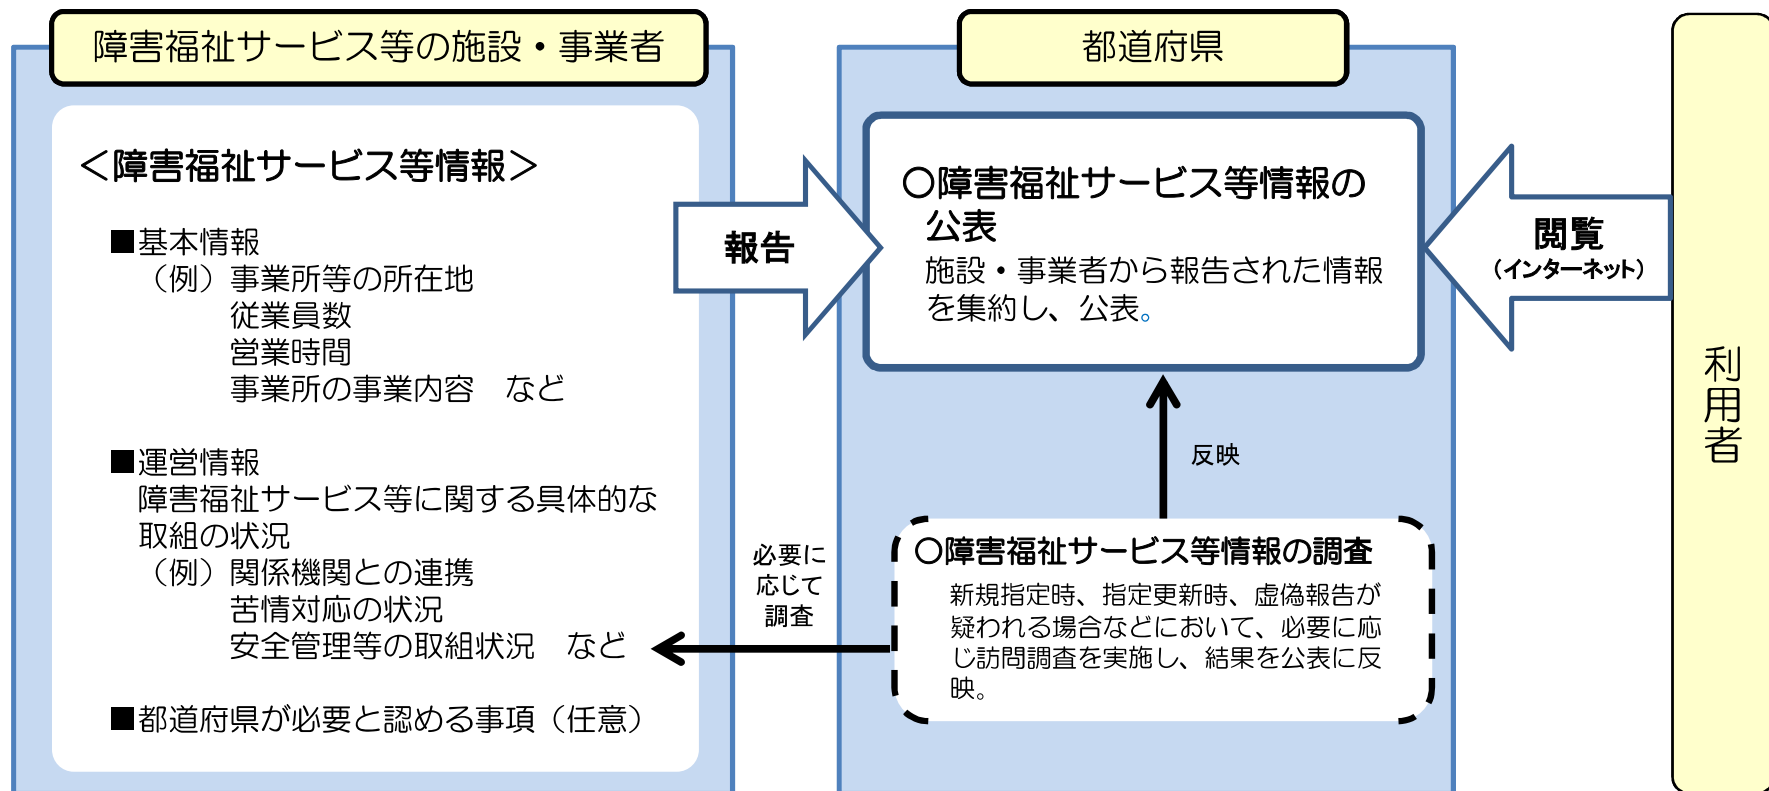 障害福祉サービス等の施設・事業者
＜障害福祉サービス等情報＞
■基本情報
（例）事業所等の所在地
従業員数
営業時間
事業所の事業内容　など
■運営情報
障害福祉サービス等に関する具体的な
取組の状況
（例）関係機関との連携
苦情対応の状況
安全管理等の取組状況　など
■都道府県が必要と認める事項（任意）
報告
必要に
応じて
調査
都道府県
○障害福祉サービス等情報の
公表
施設・事業者から報告された情報
を集約し、公表。
反映
○障害福祉サービス等情報の調査
新規指定時、指定更新時、虚偽報告が
疑われる場合などにおいて、必要に応
じ訪問調査を実施し、結果を公表に反
映。
閲覧
（インターネット）
利用者